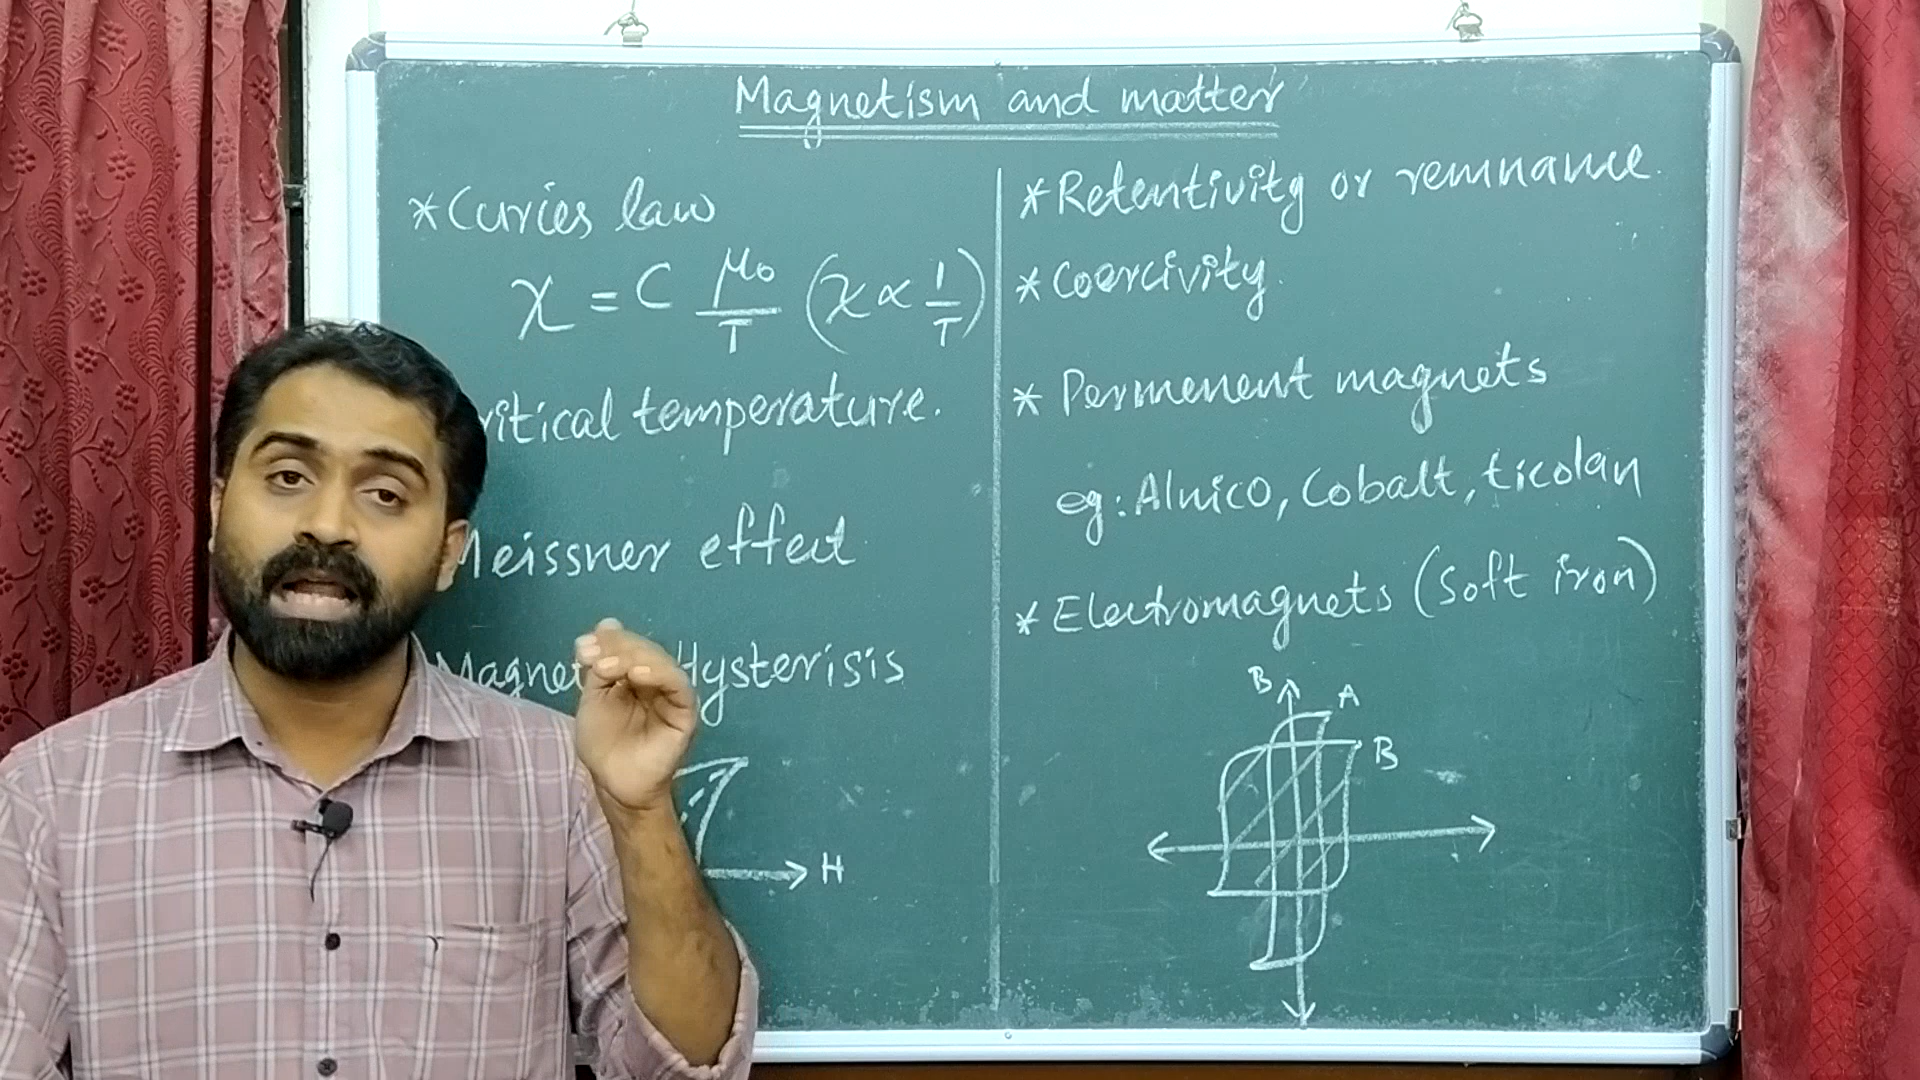 Magnetism and matter
*Curies law
χ = C μ₀/T (χ ∝ 1/T)
ritical temperature.
Meissner effect
Magnet Hysterisis
H
*Retentivity or remnance.
*Coercivity.
* Permenent magnets
eg: Alnico, Cobalt, ticolan
* Electromagnets (Soft iron)
B A
B